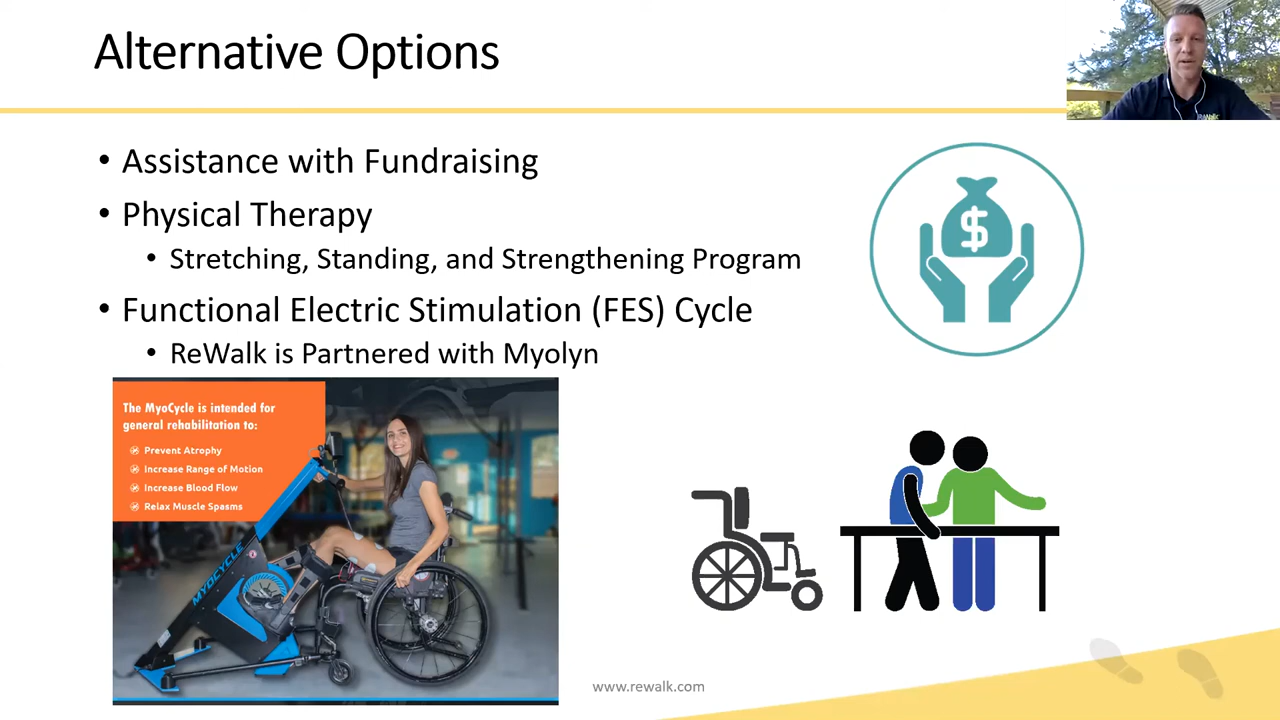 Alternative Options
• Assistance with Fundraising
• Physical Therapy
• Stretching, Standing, and Strengthening Program
• Functional Electric Stimulation (FES) Cycle
• ReWalk is Partnered with Myolyn
The MyoCycle is intended for
general rehabilitation to:
Prevent Atrophy
Increase Range of Motion
Increase Blood Flow
Relax Muscle Spasms
MYOCYCLE
$
www.rewalk.com